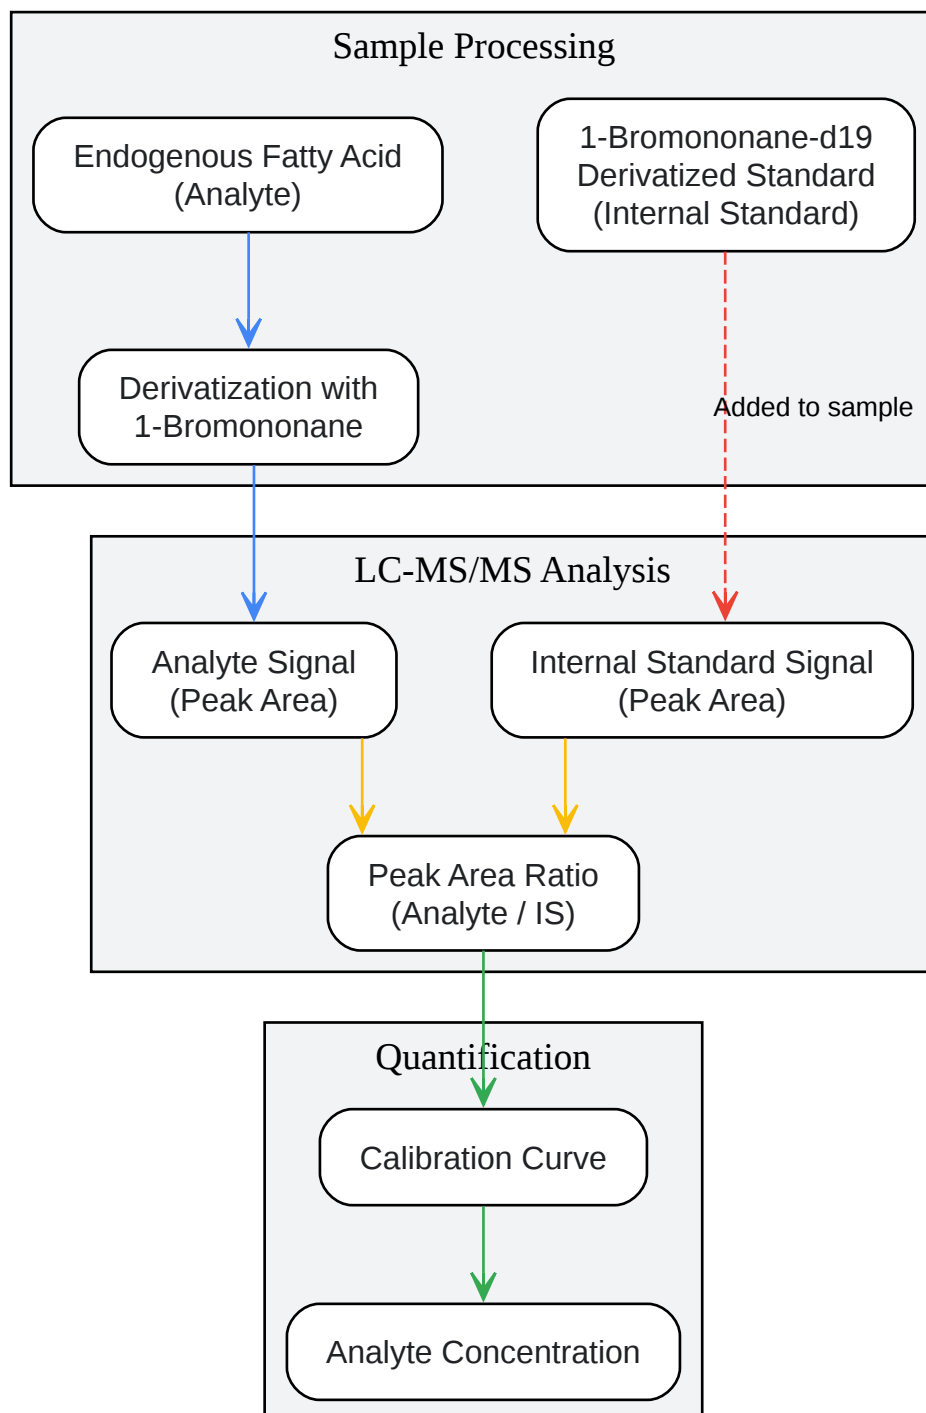 Sample Processing
Endogenous Fatty Acid
(Analyte)
1-Bromononane-d19
Derivatized Standard
(Internal Standard)
Derivatization with
1-Bromononane
Added to sample
LC-MS/MS Analysis
Analyte Signal
(Peak Area)
Internal Standard Signal
(Peak Area)
Peak Area Ratio
(Analyte / IS)
Quantification
Calibration Curve
Analyte Concentration